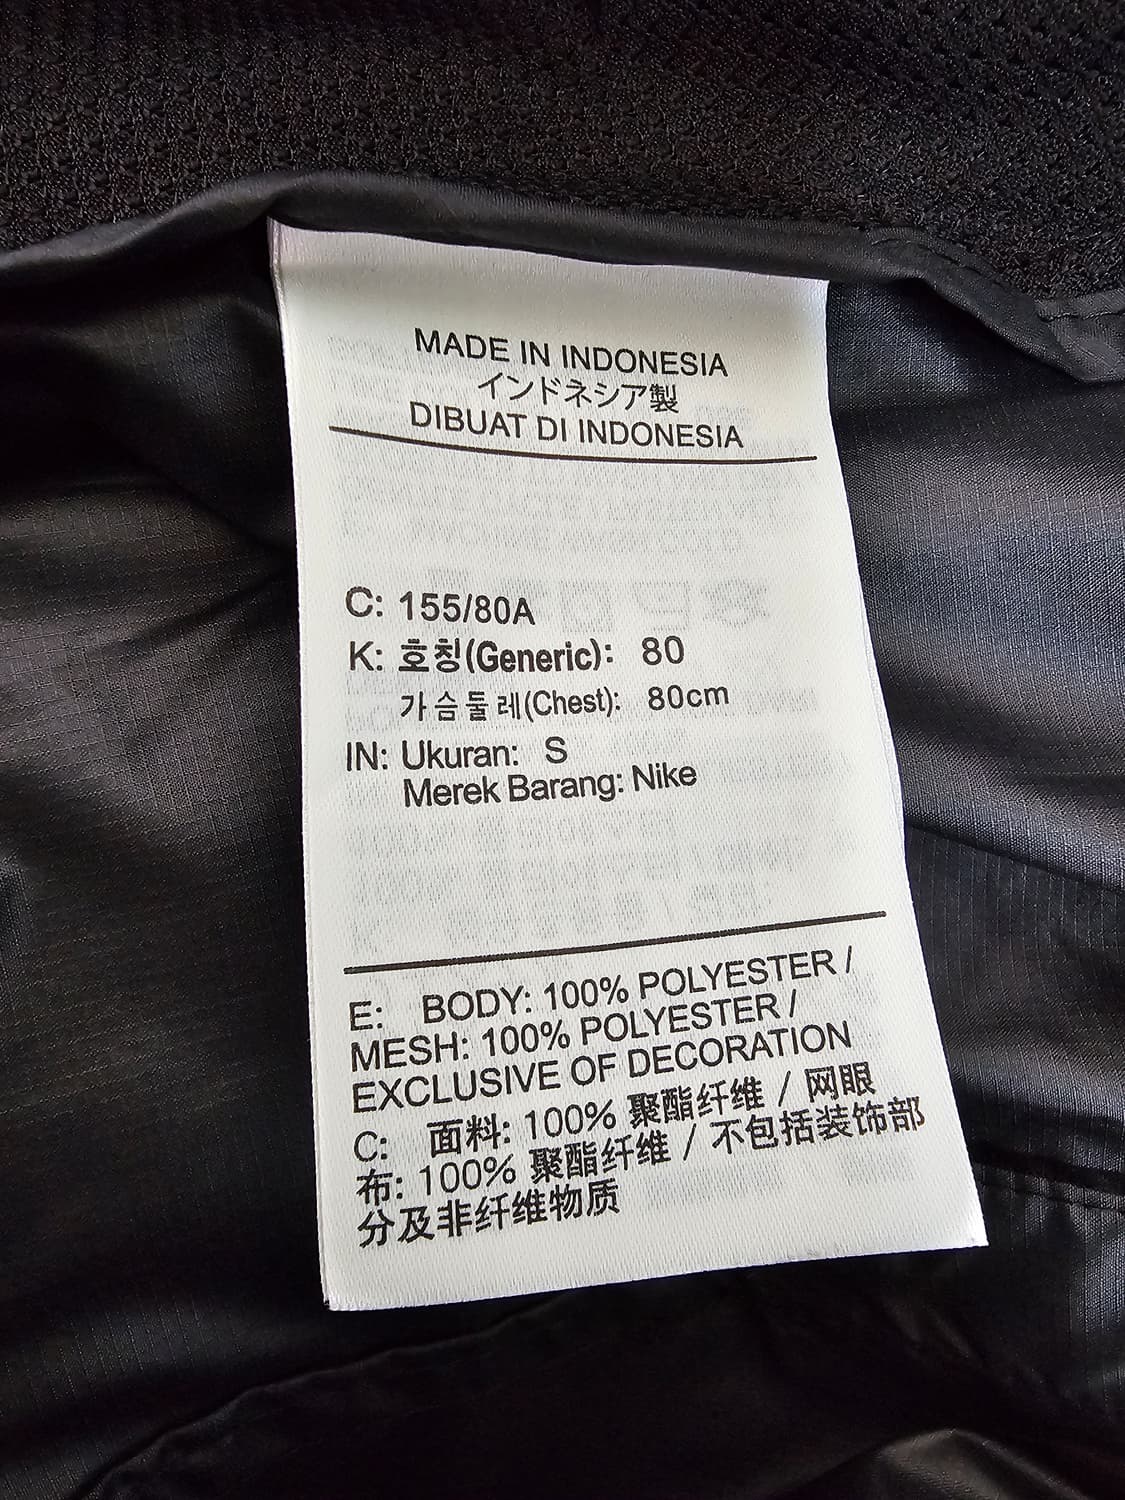 MADE IN INDONESIA
インドネシア製
DIBUAT DI INDONESIA
C: 155/80A
K: 호칭(Generic): 80
가슴둘레(Chest): 80cm
IN: Ukuran: S
Merek Barang: Nike
E: BODY: 100% POLYESTER /
MESH: 100% POLYESTER /
EXCLUSIVE OF DECORATION
C: 面料: 100% 聚酯纤维 / 网眼
布: 100% 聚酯纤维 / 不包括装饰部
分及非纤维物质